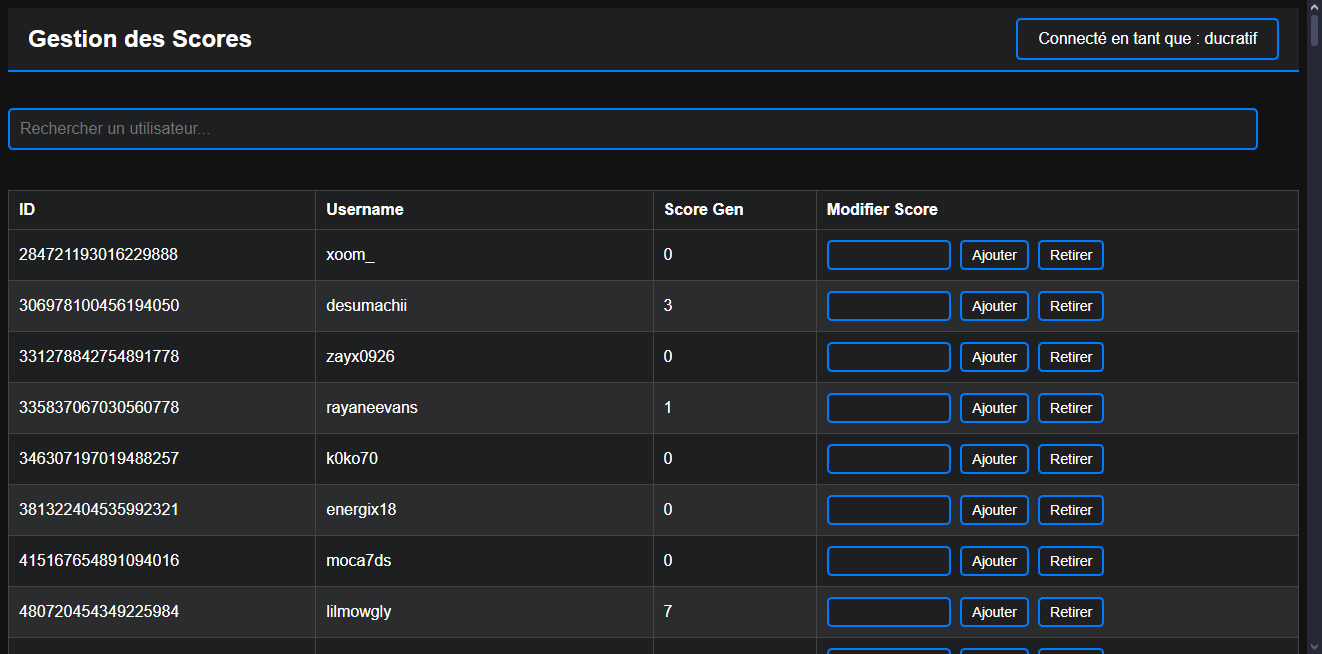 Gestion des Scores
Connecté en tant que : ducratif
Rechercher un utilisateur...
ID Username Score Gen Modifier Score
284721193016229888 xoom_ 0 Ajouter Retirer
306978100456194050 desumachii 3 Ajouter Retirer
331278842754891778 zayx0926 0 Ajouter Retirer
335837067030560778 rayaneevans 1 Ajouter Retirer
346307197019488257 k0ko70 0 Ajouter Retirer
381322404535992321 energix18 0 Ajouter Retirer
415167654891094016 moca7ds 0 Ajouter Retirer
480720454349225984 lilmowgly 7 Ajouter Retirer